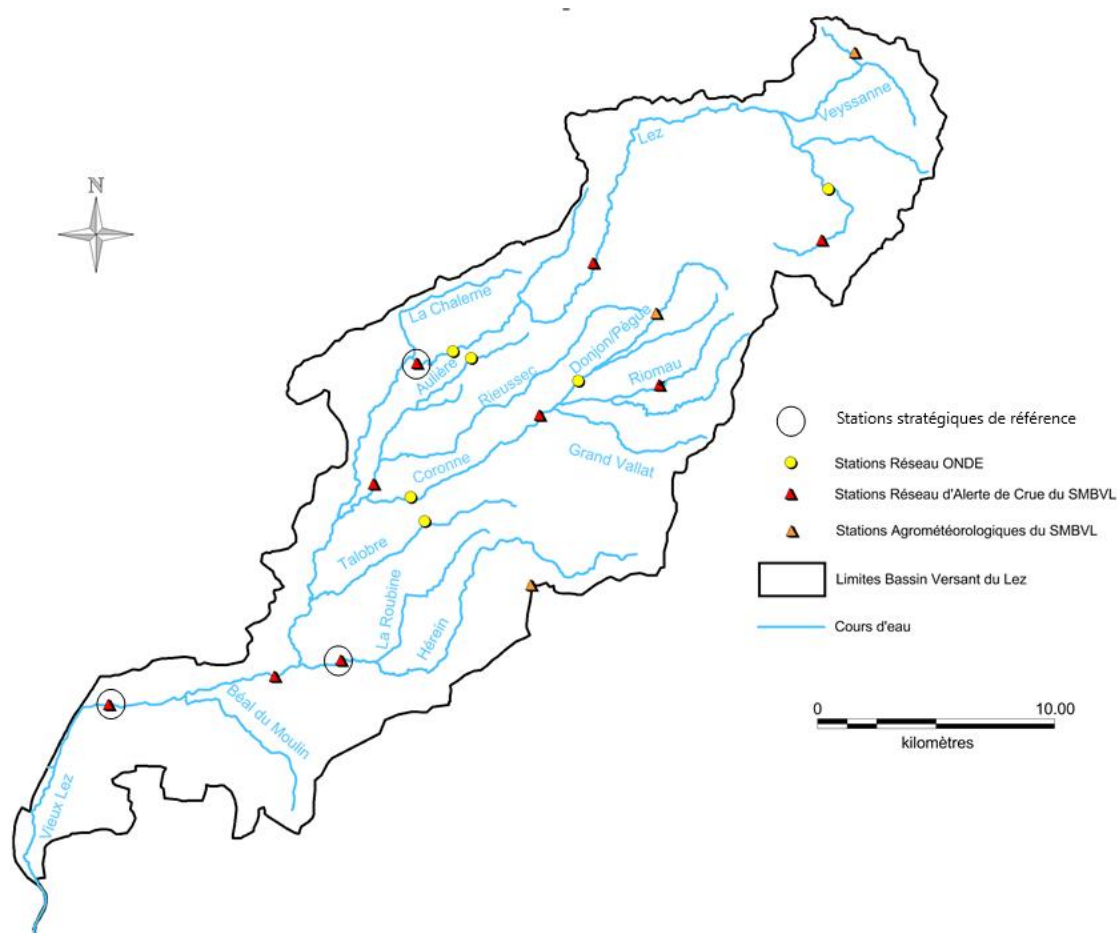 N
Veyssanne
Lez
La Chalerne
Donjon/Pègue
Aulière
Rieussec
Riomau
Coronne
Grand Vallat
Talobre
La Roubine
Hérein
Béal du Moulin
Vieux Lez
Stations stratégiques de référence
Stations Réseau ONDE
Stations Réseau d'Alerte de Crue du SMBVL
Stations Agrométéorologiques du SMBVL
Limites Bassin Versant du Lez
Cours d'eau
0 10.00
kilomètres